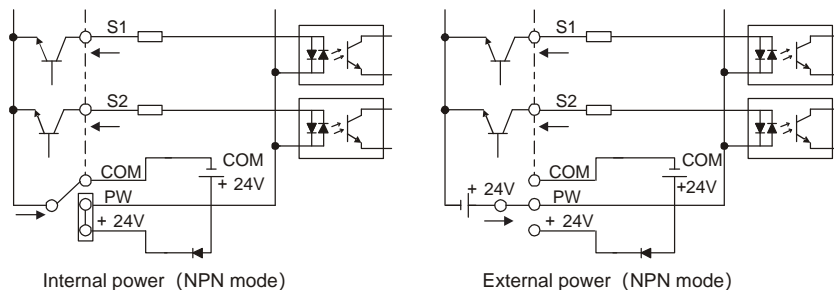 S1
S2
COM
COM
+ 24V
PW
+ 24V
Internal power (NPN mode)
S1
S2
COM
COM
+24V
+ 24V
PW
+ 24V
External power (NPN mode)